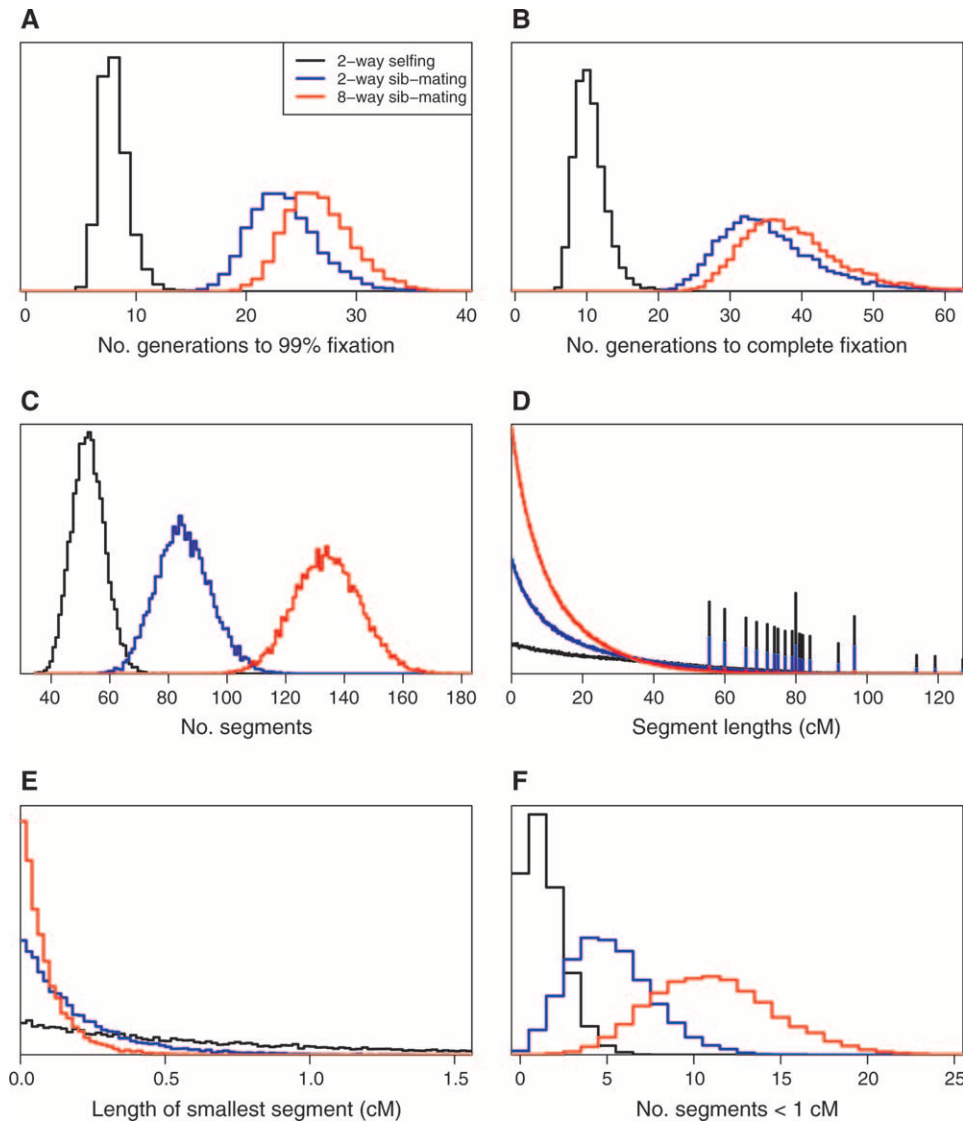 A
2−way selfing
2−way sib−mating
8−way sib−mating
0 10 20 30 40
No. generations to 99% fixation
B
0 10 20 30 40 50 60
No. generations to complete fixation
C
40 60 80 100 120 140 160 180
No. segments
D
0 20 40 60 80 100 120
Segment lengths (cM)
E
0.0 0.5 1.0 1.5
Length of smallest segment (cM)
F
0 5 10 15 20 25
No. segments < 1 cM